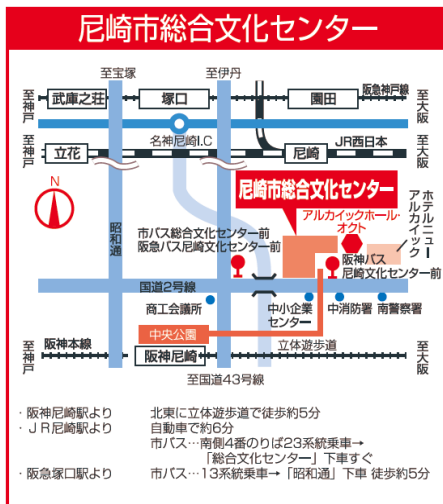 尼崎市総合文化センター
至宝塚
至伊丹
至神戸
武庫之荘
塚口
園田
阪急神戸線
至大阪
名神尼崎I.C
JR西日本
至神戸
立花
尼崎
至大阪
N
昭和通
尼崎市総合文化センター
アルカイックホール・
オクト
ホテルニュー
アルカイック
市バス総合文化センター前
阪急バス尼崎文化センター前
阪神バス
尼崎文化センター前
国道2号線
商工会議所
中小企業
センター
中消防署
南警察署
中央公園
至神戸
阪神本線
阪神尼崎
立体遊歩道
至大阪
至国道43号線
・阪神尼崎駅より 北東に立体遊歩道で徒歩約5分
・ＪＲ尼崎駅より 自動車で約6分
市バス…南側4番のりば23系統乗車→
「総合文化センター」下車すぐ
・阪急塚口駅より 市バス…13系統乗車→「昭和通」下車 徒歩約5分